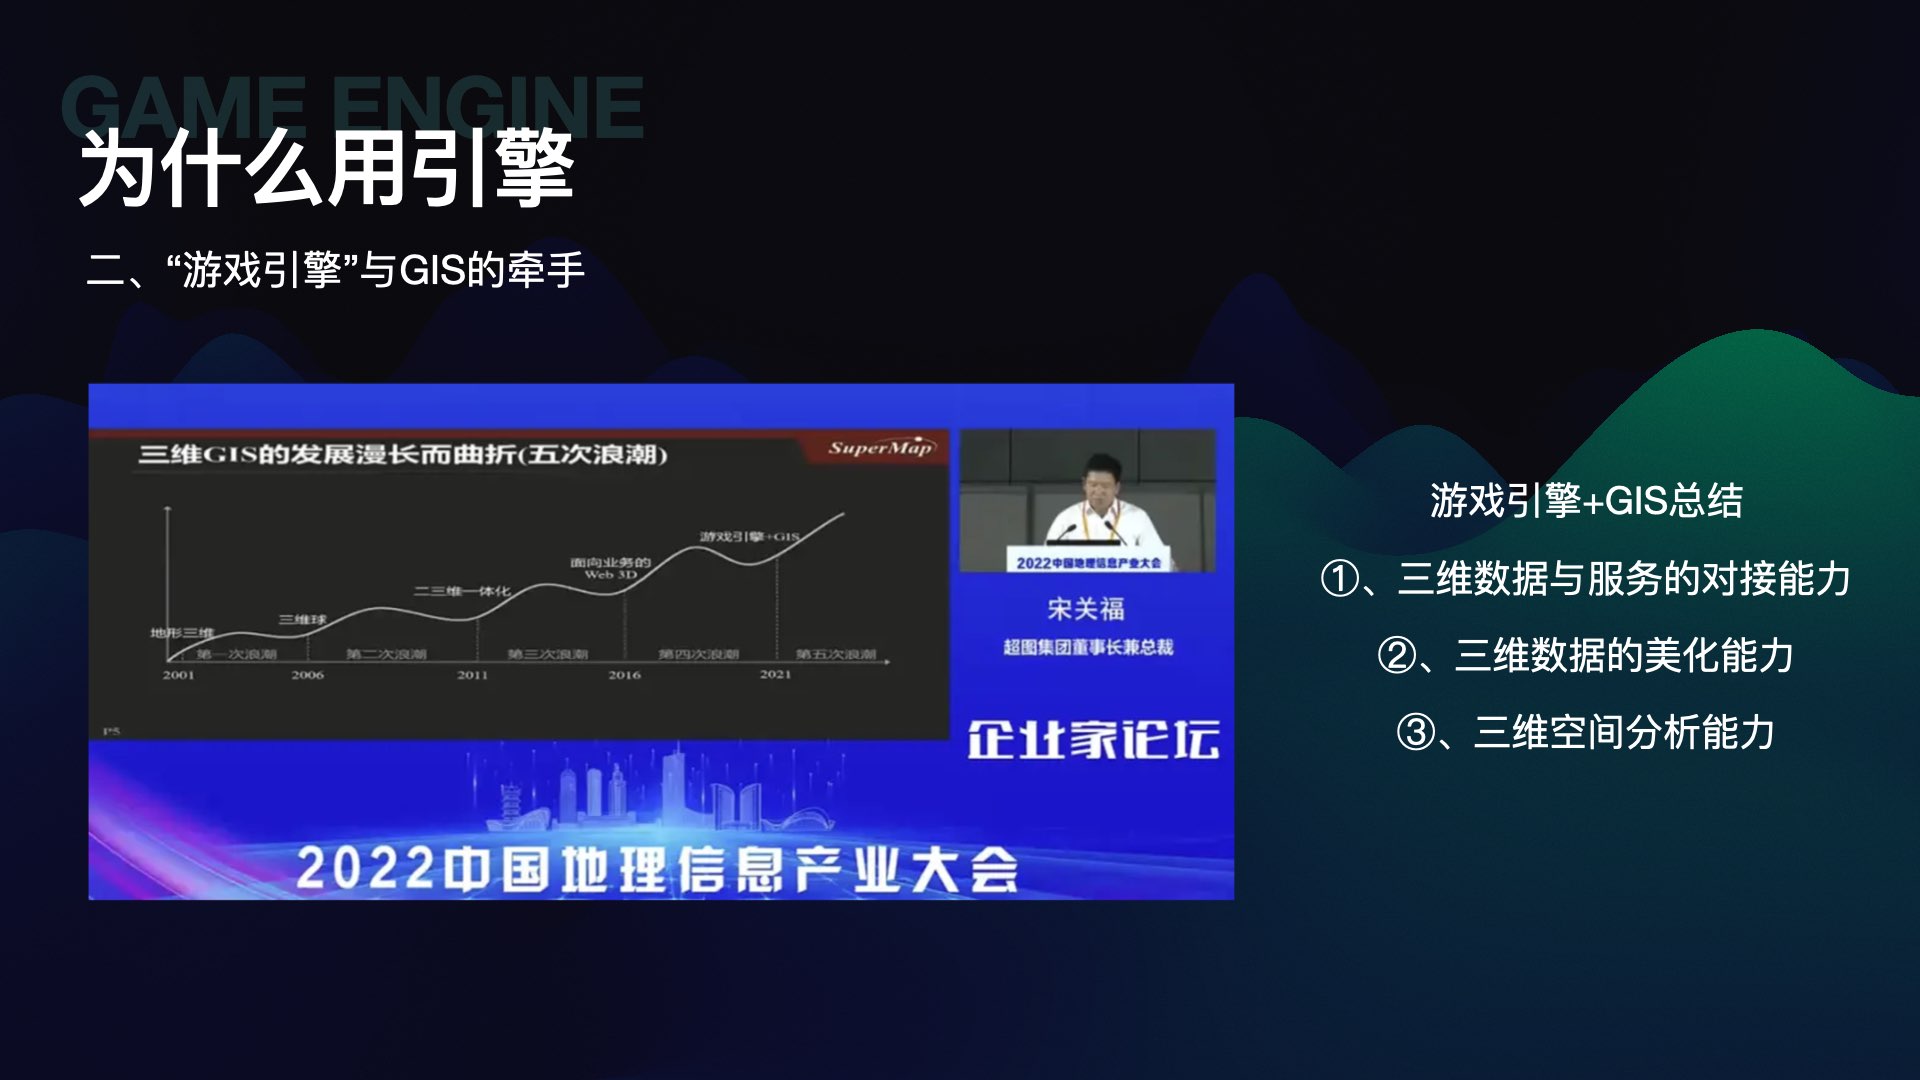 GAME ENGINE
为什么用引擎
二、“游戏引擎”与GIS的牵手
三维GIS的发展漫长而曲折(五次浪潮)
SuperMap
游戏引擎+GIS
面向业务的
Web 3D
二三维一体化
三维球
地形三维
第一次浪潮 第二次浪潮 第三次浪潮 第四次浪潮 第五次浪潮
2001 2006 2011 2016 2021
P5
2022中国地理信息产业大会
宋关福
超图集团董事长兼总裁
企业家论坛
2022中国地理信息产业大会
游戏引擎+GIS总结
①、三维数据与服务的对接能力
②、三维数据的美化能力
③、三维空间分析能力